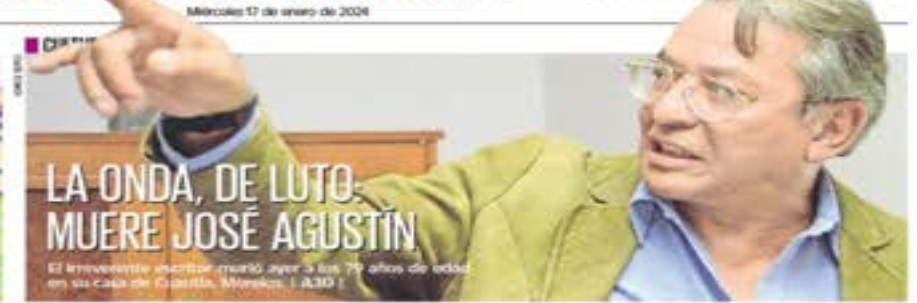 Miércoles 17 de enero de 2024
LA ONDA, DE LUTO:
MUERE JOSÉ AGUSTÍN
El irreverente escritor murió ayer a los 79 años de edad
en su casa de Cuautla, Morelos. | A30 |